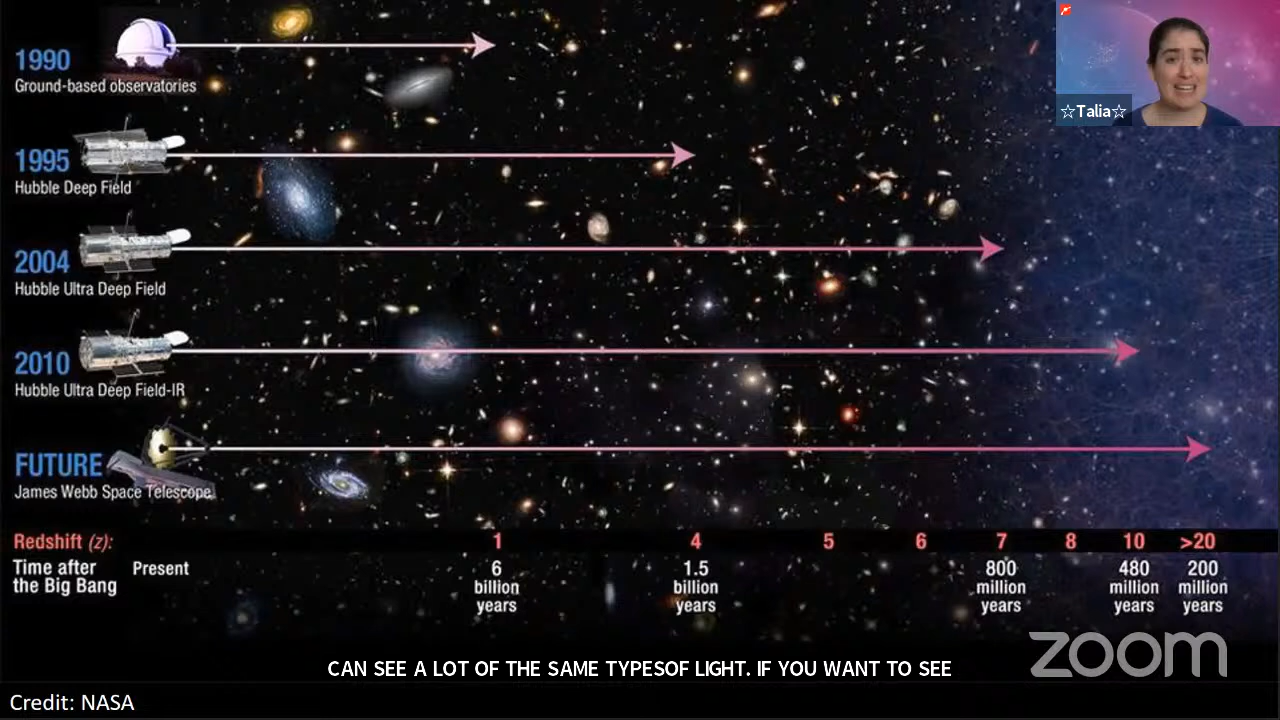 ☆Talia☆
1990
Ground-based observatories
1995
Hubble Deep Field
2004
Hubble Ultra Deep Field
2010
Hubble Ultra Deep Field-IR
FUTURE
James Webb Space Telescope
Redshift (z): 1 4 5 6 7 8 10 >20
Time after
the Big Bang
Present
6
billion
years
1.5
billion
years
800
million
years
480
million
years
200
million
years
zoom
CAN SEE A LOT OF THE SAME TYPESOF LIGHT. IF YOU WANT TO SEE
Credit: NASA